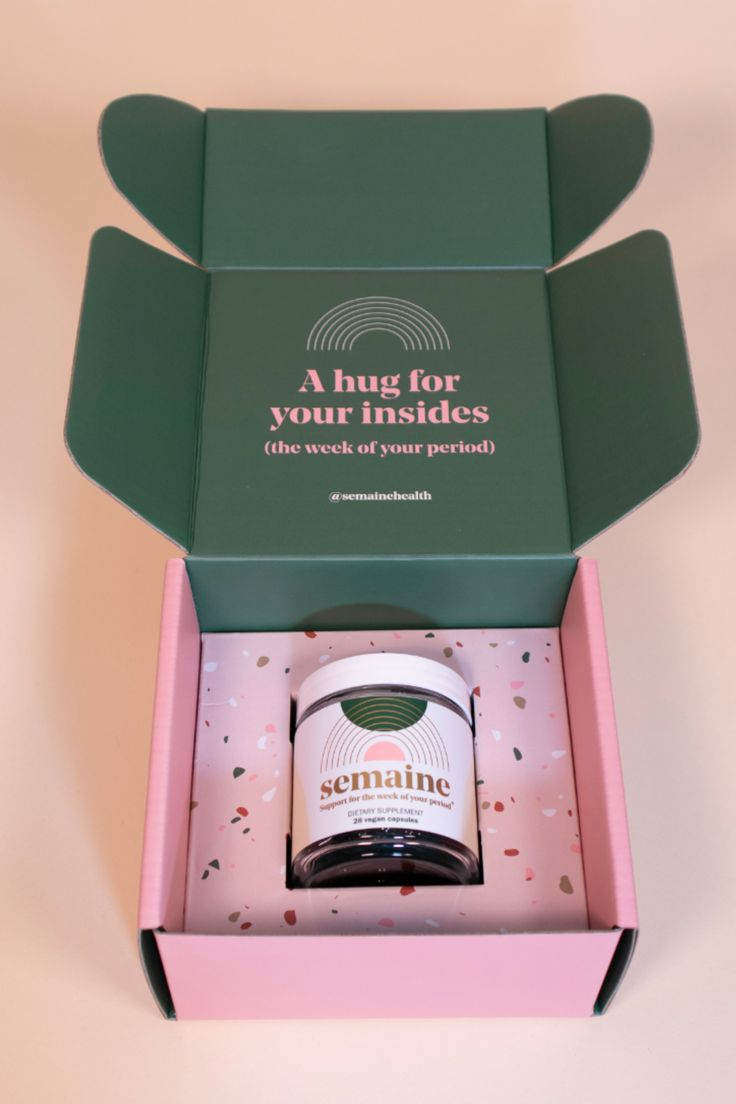 A hug for
your insides
(the week of your period)
@semainehealth
semaine
Support for the week of your period*
DIETARY SUPPLEMENT
28 vegan capsules